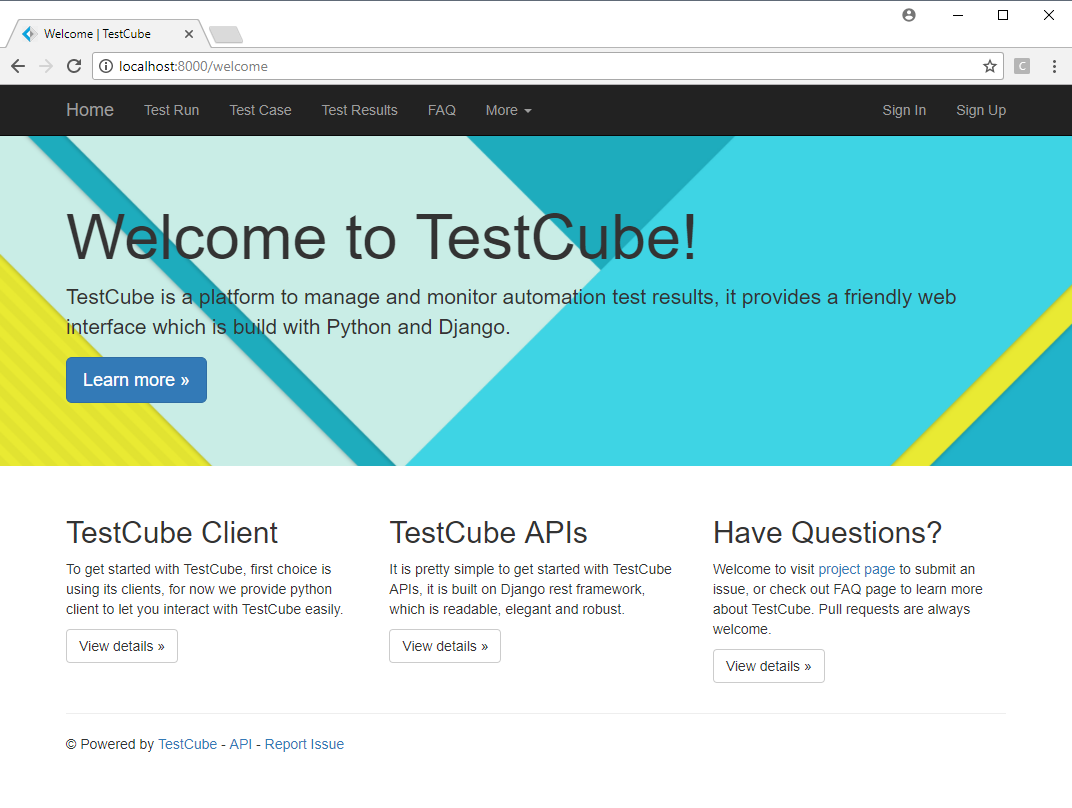 Welcome | TestCube
localhost:8000/welcome
C
Home Test Run Test Case Test Results FAQ More Sign In Sign Up
Welcome to TestCube!
TestCube is a platform to manage and monitor automation test results, it provides a friendly web
interface which is build with Python and Django.
Learn more »
TestCube Client
To get started with TestCube, first choice is
using its clients, for now we provide python
client to let you interact with TestCube easily.
View details »
TestCube APIs
It is pretty simple to get started with TestCube
APIs, it is built on Django rest framework,
which is readable, elegant and robust.
View details »
Have Questions?
Welcome to visit project page to submit an
issue, or check out FAQ page to learn more
about TestCube. Pull requests are always
welcome.
View details »
© Powered by TestCube - API - Report Issue